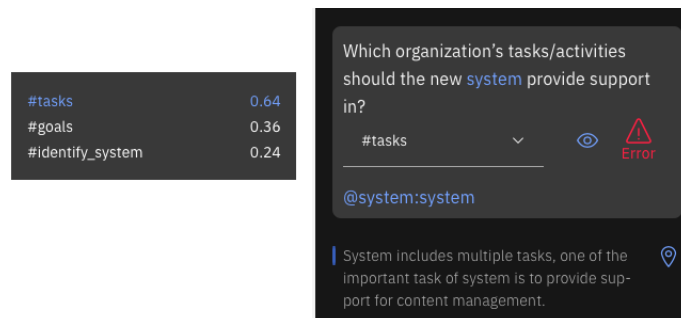 #tasks 0.64
#goals 0.36
#identify_system 0.24
Which organization's tasks/activities
should the new system provide support
in?
#tasks
Error
@system:system
System includes multiple tasks, one of the
important task of system is to provide sup-
port for content management.